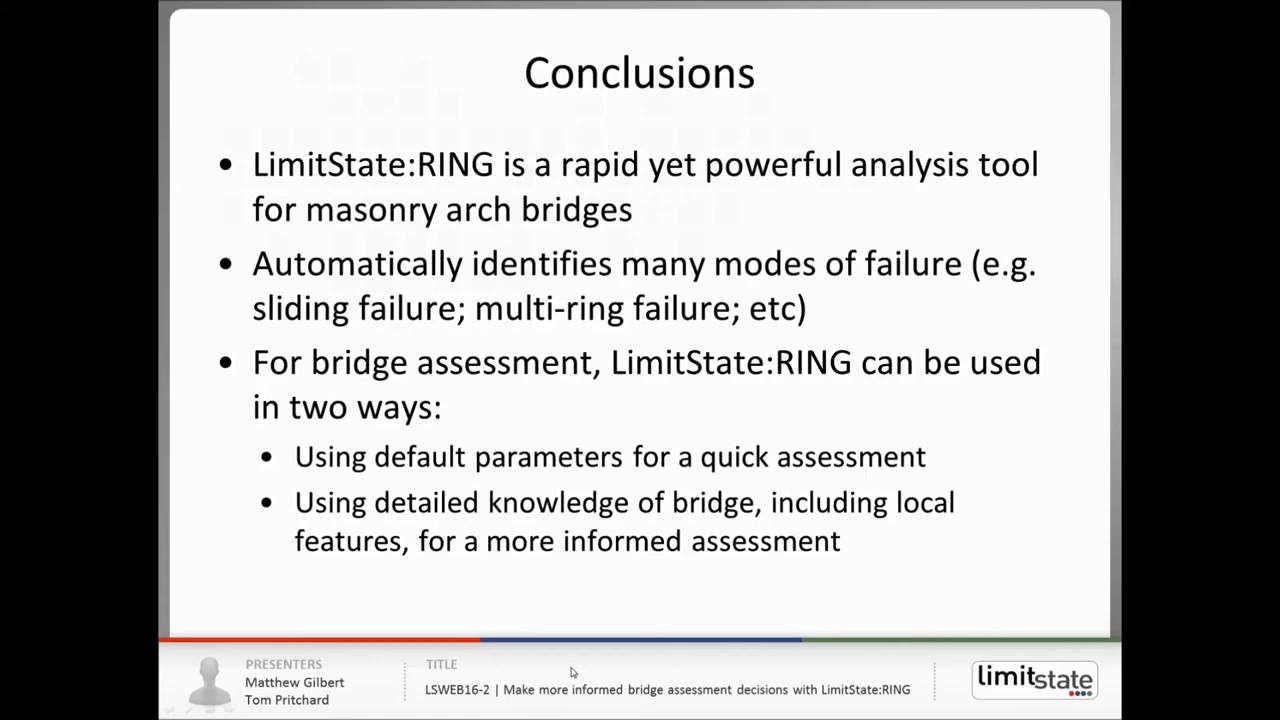 Conclusions
• LimitState:RING is a rapid yet powerful analysis tool
for masonry arch bridges
• Automatically identifies many modes of failure (e.g.
sliding failure; multi-ring failure; etc)
• For bridge assessment, LimitState:RING can be used
in two ways:
• Using default parameters for a quick assessment
• Using detailed knowledge of bridge, including local
features, for a more informed assessment
PRESENTERS
Matthew Gilbert
Tom Pritchard
TITLE
LSWEB16-2 | Make more informed bridge assessment decisions with LimitState:RING
limitstate